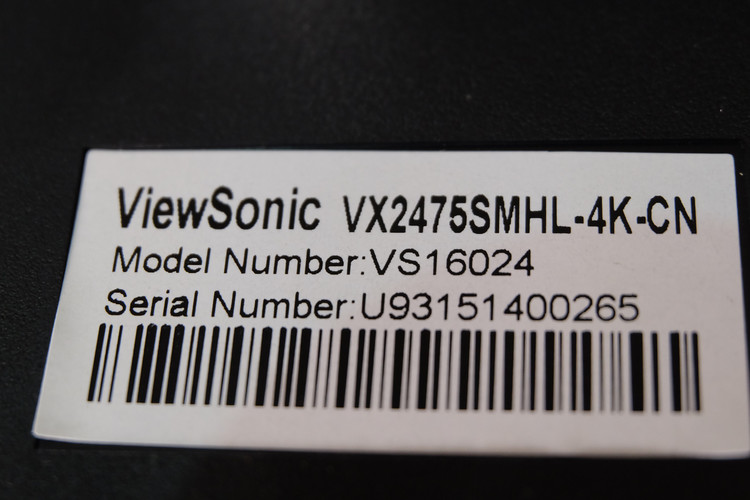 ViewSonic VX2475SMHL-4K-CN
Model Number:VS16024
Serial Number:U93151400265